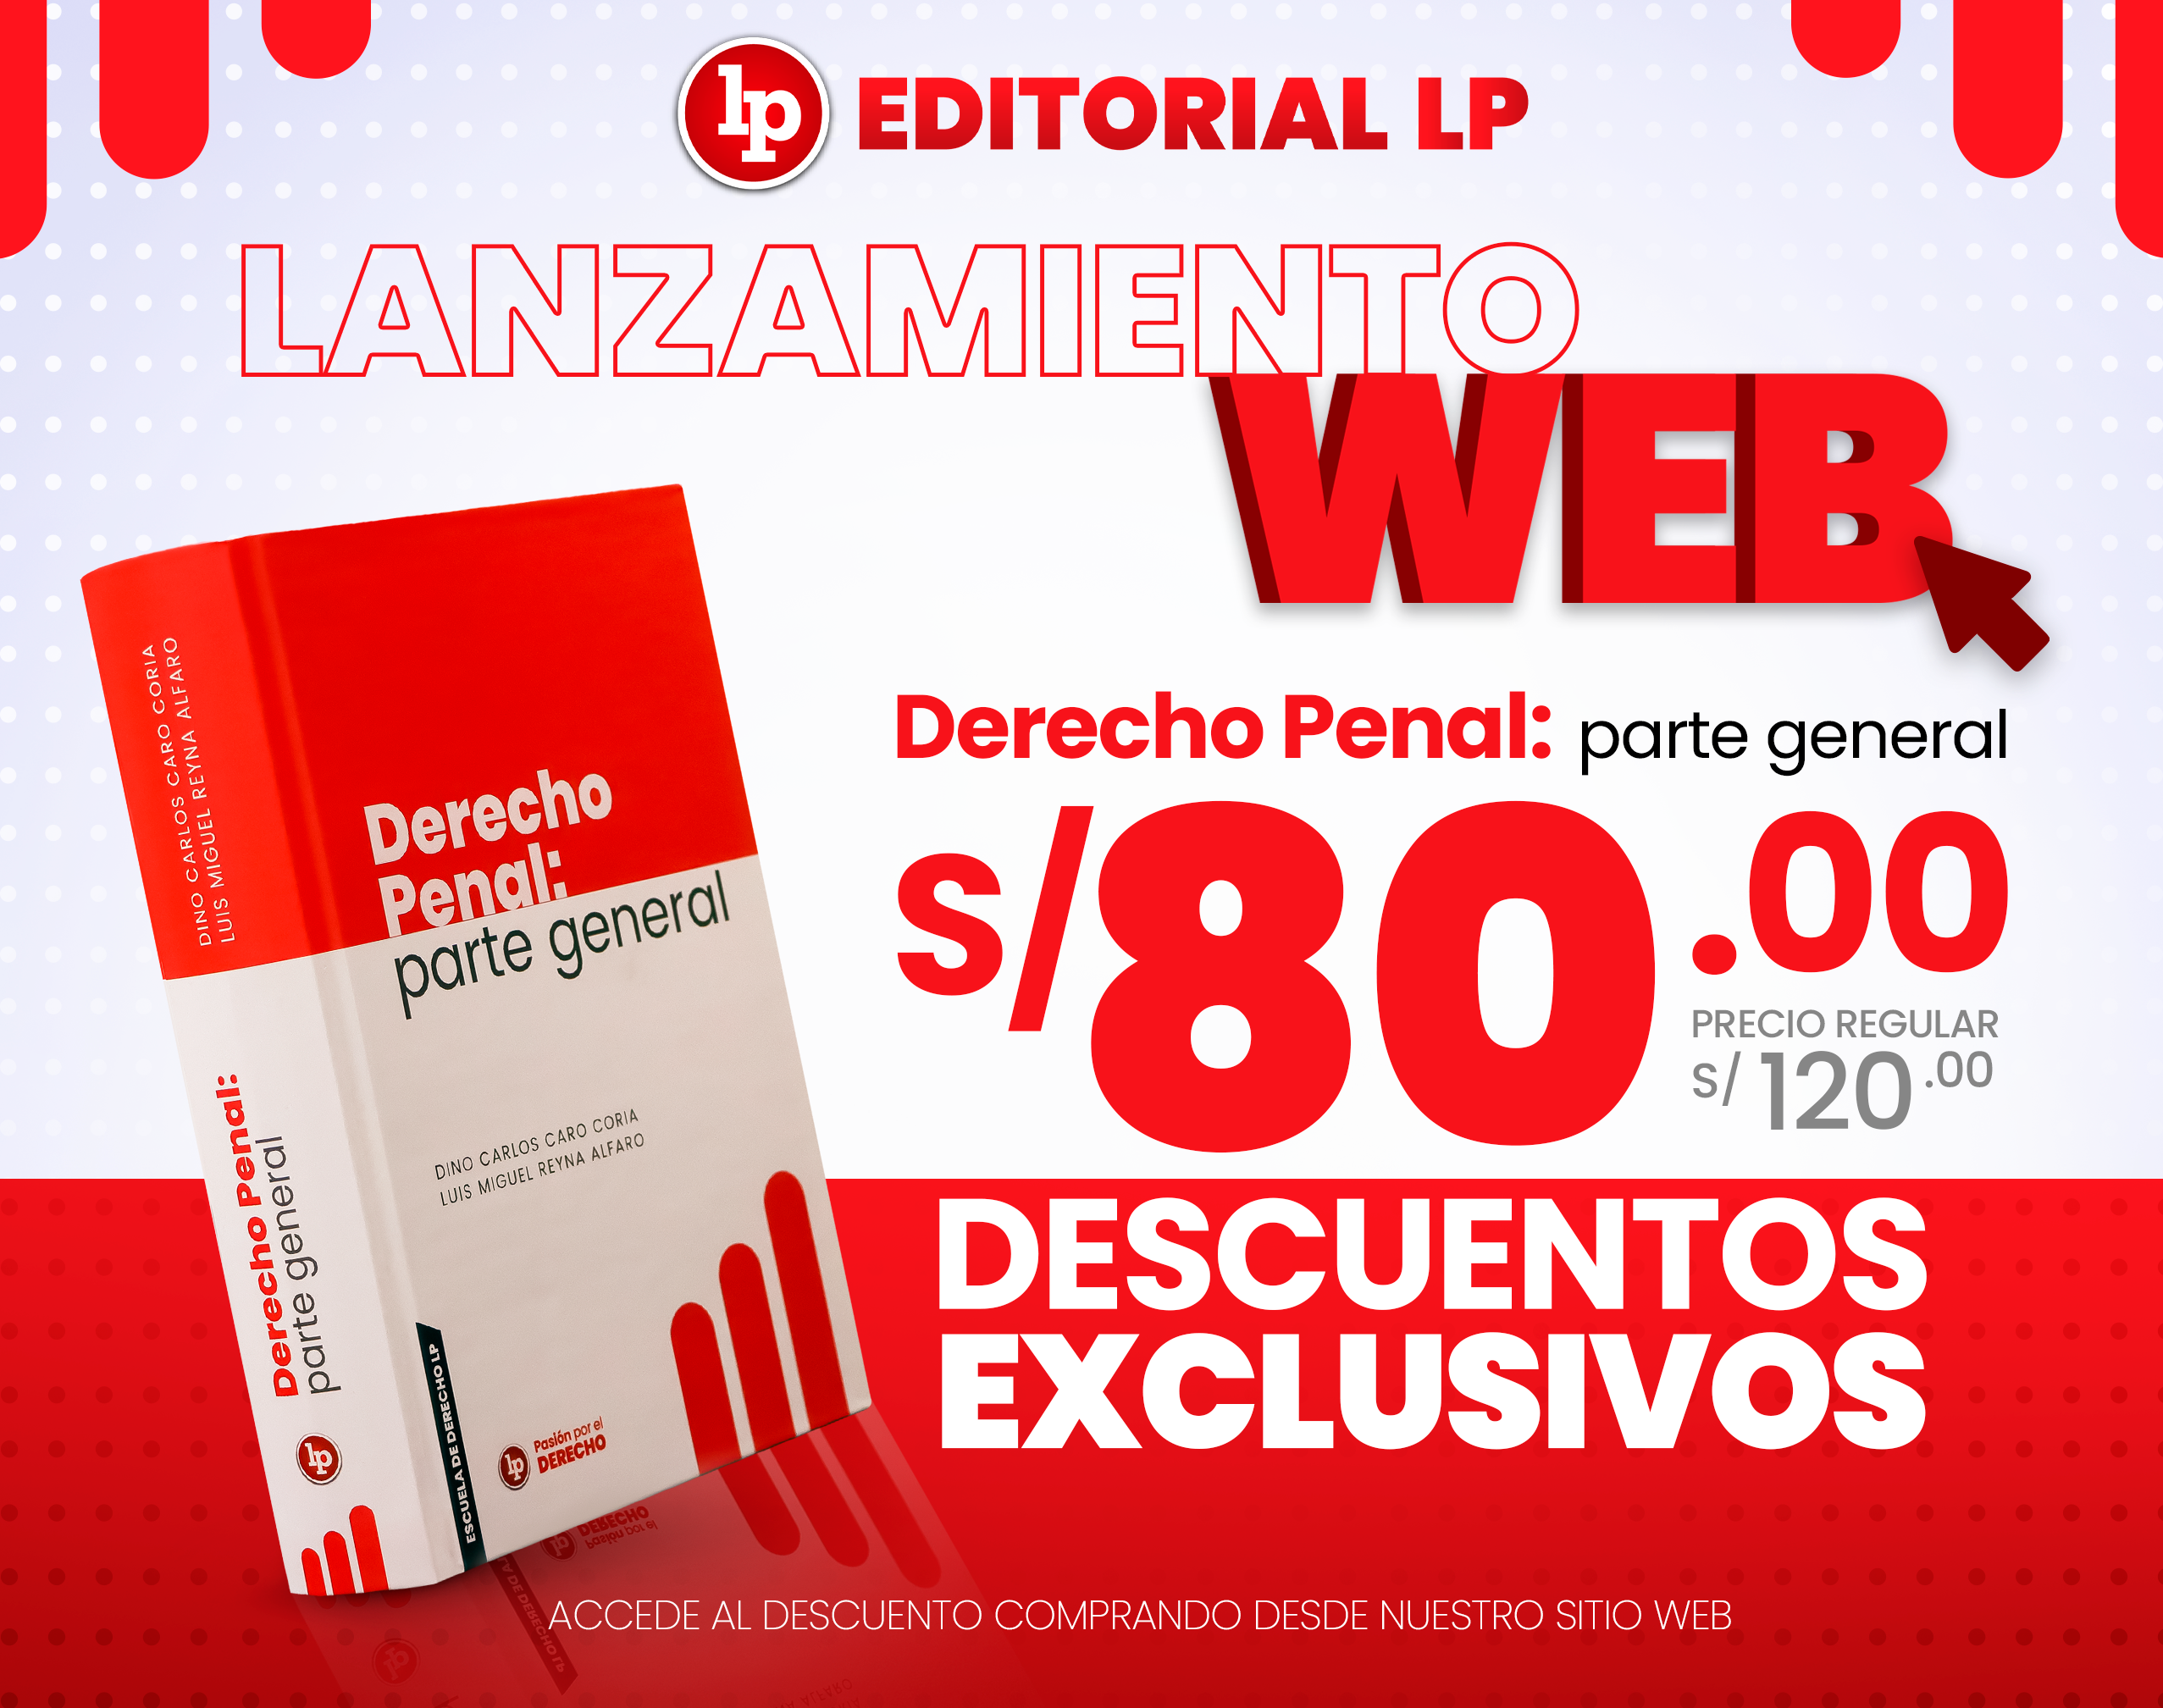 lp EDITORIAL LP
LANZAMIENTO
WEB
Derecho Penal: parte general
S/80.00
PRECIO REGULAR
S/120.00
DESCUENTOS
EXCLUSIVOS
ACCEDE AL DESCUENTO COMPRANDO DESDE NUESTRO SITIO WEB
DINO CARLOS CARO CORIA
LUIS MIGUEL REYNA ALFARO
Derecho Penal:
parte general
lp
Derecho
Penal:
parte general
DINO CARLOS CARO CORIA
LUIS MIGUEL REYNA ALFARO
ESCUELA DE DERECHO LP
lp Pasión por el
DERECHO